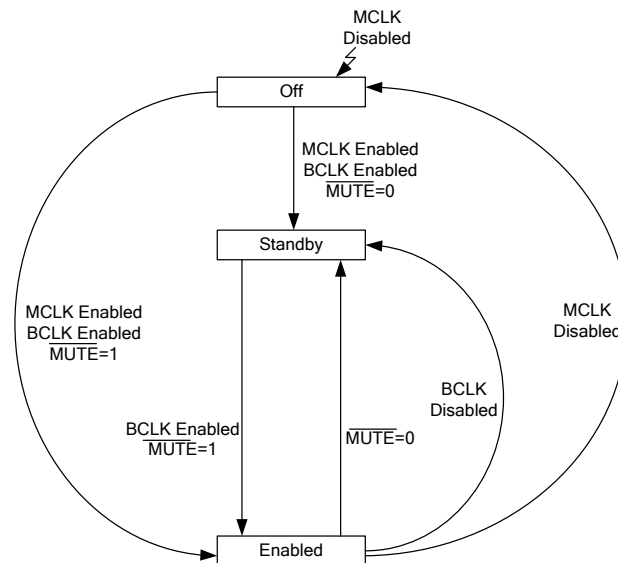 MCLK
Disabled
Off
MCLK Enabled
BCLK Enabled
MUTE=0
Standby
MCLK Enabled
BCLK Enabled
MUTE=1
MCLK
Disabled
BCLK
Disabled
BCLK Enabled
MUTE=1
MUTE=0
Enabled